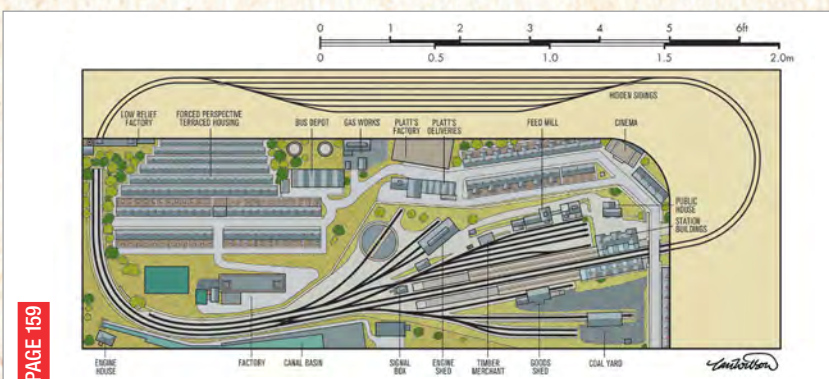 0 1 2 3 4 5 6ft
0 0.5 1.0 1.5 2.0m
HIDDEN SIDINGS
LOW RELIEF
FACTORY
FORCED PERSPECTIVE
TERRACED HOUSING
BUS DEPOT
GAS WORKS
PLATT'S
FACTORY
PLATT'S
DELIVERIES
FEED MILL
CINEMA
PUBLIC
HOUSE
STATION
BUILDINGS
PAGE 159
ENGINE
HOUSE
FACTORY
CANAL BASIN
SIGNAL
BOX
ENGINE
SHED
TIMBER
MERCHANT
GOODS
SHED
COAL YARD
Ian Wilson